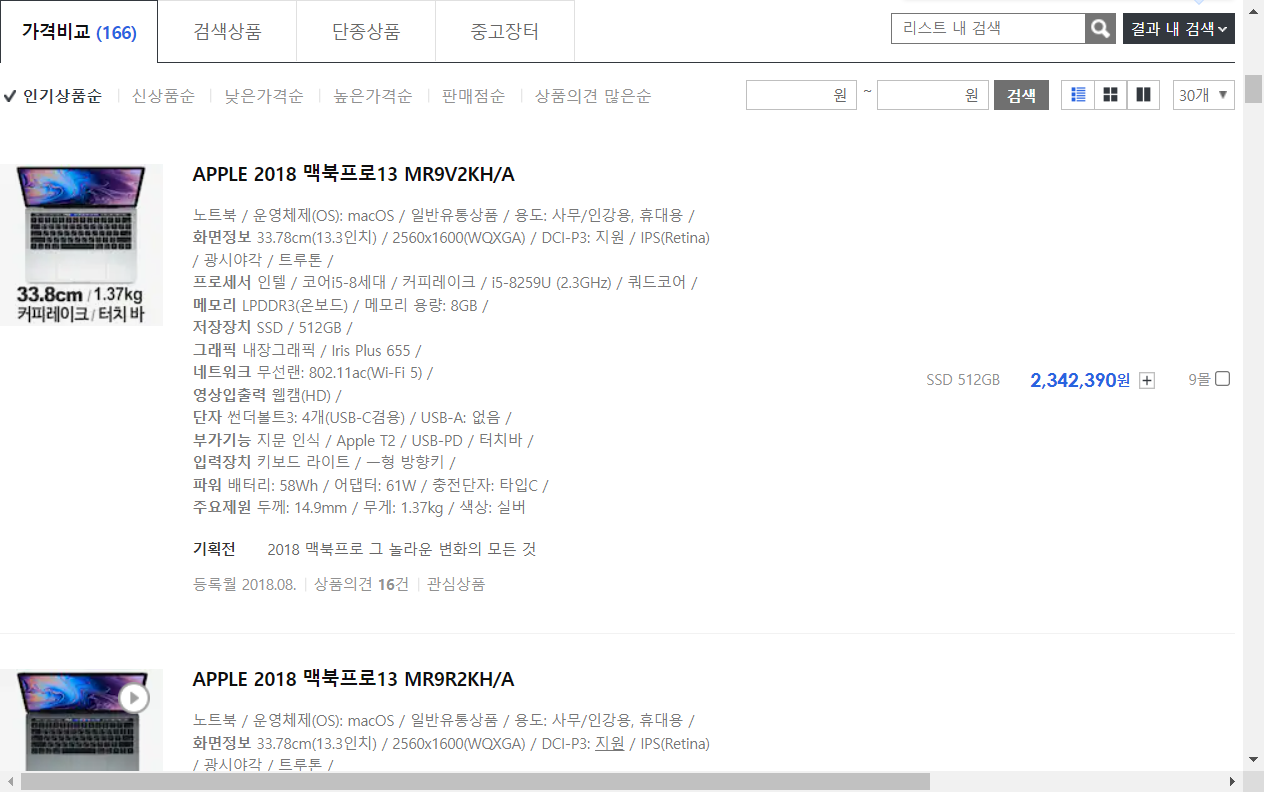 가격비교 (166) 검색상품 단종상품 중고장터 리스트 내 검색 결과 내 검색
인기상품순 신상품순 낮은가격순 높은가격순 판매점순 상품의견 많은순 원 ~ 원 검색 30개 ▼
APPLE 2018 맥북프로13 MR9V2KH/A
노트북 / 운영체제(OS): macOS / 일반유통상품 / 용도: 사무/인강용, 휴대용 /
화면정보 33.78cm(13.3인치) / 2560x1600(WQXGA) / DCI-P3: 지원 / IPS(Retina)
/ 광시야각 / 트루톤 /
프로세서 인텔 / 코어i5-8세대 / 커피레이크 / i5-8259U (2.3GHz) / 쿼드코어 /
33.8cm / 1.37kg
커피레이크 / 터치 바
메모리 LPDDR3(온보드) / 메모리 용량: 8GB /
저장장치 SSD / 512GB /
그래픽 내장그래픽 / Iris Plus 655 /
네트워크 무선랜: 802.11ac(Wi-Fi 5) /
SSD 512GB 2,342,390원 + 9몰
영상입출력 웹캠(HD) /
단자 썬더볼트3: 4개(USB-C겸용) / USB-A: 없음 /
부가기능 지문 인식 / Apple T2 / USB-PD / 터치바 /
입력장치 키보드 라이트 / ㅡ형 방향키 /
파워 배터리: 58Wh / 어댑터: 61W / 충전단자: 타입C /
주요제원 두께: 14.9mm / 무게: 1.37kg / 색상: 실버
기획전 2018 맥북프로 그 놀라운 변화의 모든 것
등록월 2018.08. 상품의견 16건 관심상품
APPLE 2018 맥북프로13 MR9R2KH/A
노트북 / 운영체제(OS): macOS / 일반유통상품 / 용도: 사무/인강용, 휴대용 /
화면정보 33.78cm(13.3인치) / 2560x1600(WQXGA) / DCI-P3: 지원 / IPS(Retina)
/ 광시야각 / 트루톤 /